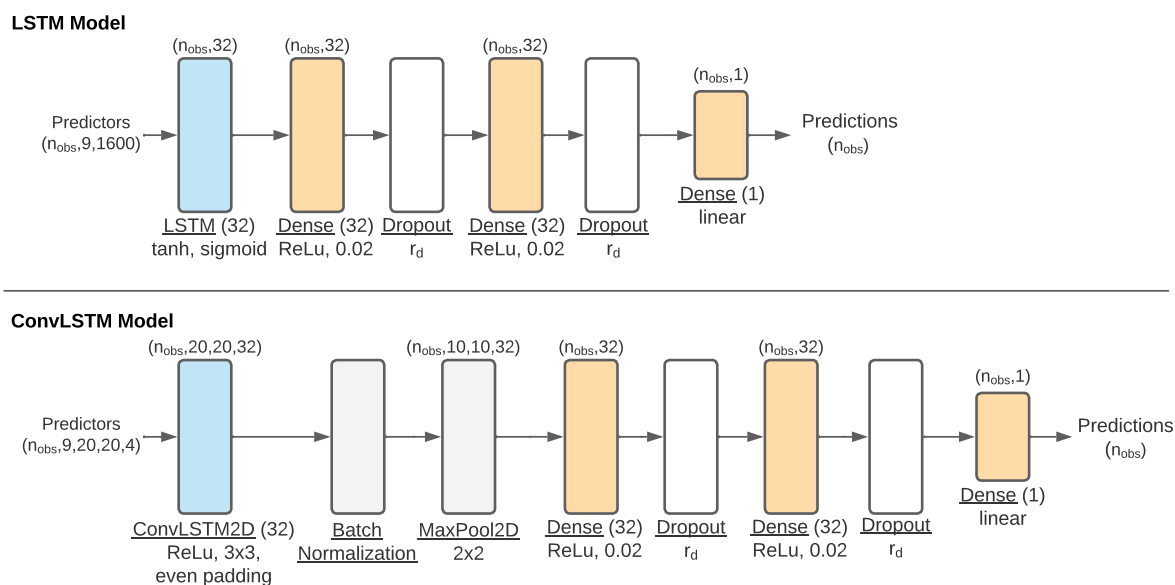 LSTM Model
(nobs,32) (nobs,32) (nobs,32)
(nobs,1)
Predictors
(nobs,9,1600)
Predictions
(nobs)
LSTM (32) Dense (32) Dropout Dense (32) Dropout
tanh, sigmoid ReLu, 0.02 rd ReLu, 0.02 rd
Dense (1)
linear
ConvLSTM Model
(nobs,20,20,32) (nobs,10,10,32) (nobs,32) (nobs,32)
(nobs,1)
Predictors
(nobs,9,20,20,4)
Predictions
(nobs)
Dense (1)
linear
ConvLSTM2D (32) Batch MaxPool2D Dense (32) Dropout Dense (32) Dropout
ReLu, 3x3, Normalization 2x2 ReLu, 0.02 rd ReLu, 0.02 rd
even padding